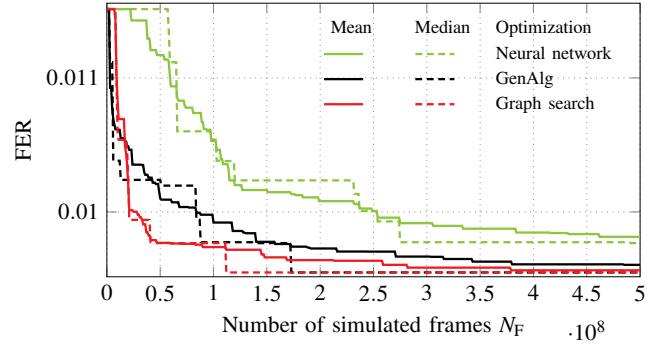 Mean Median Optimization
Neural network
GenAlg
Graph search
FER
0.011
0.01
0 0.5 1 1.5 2 2.5 3 3.5 4 4.5 5
Number of simulated frames N_F ·10^8